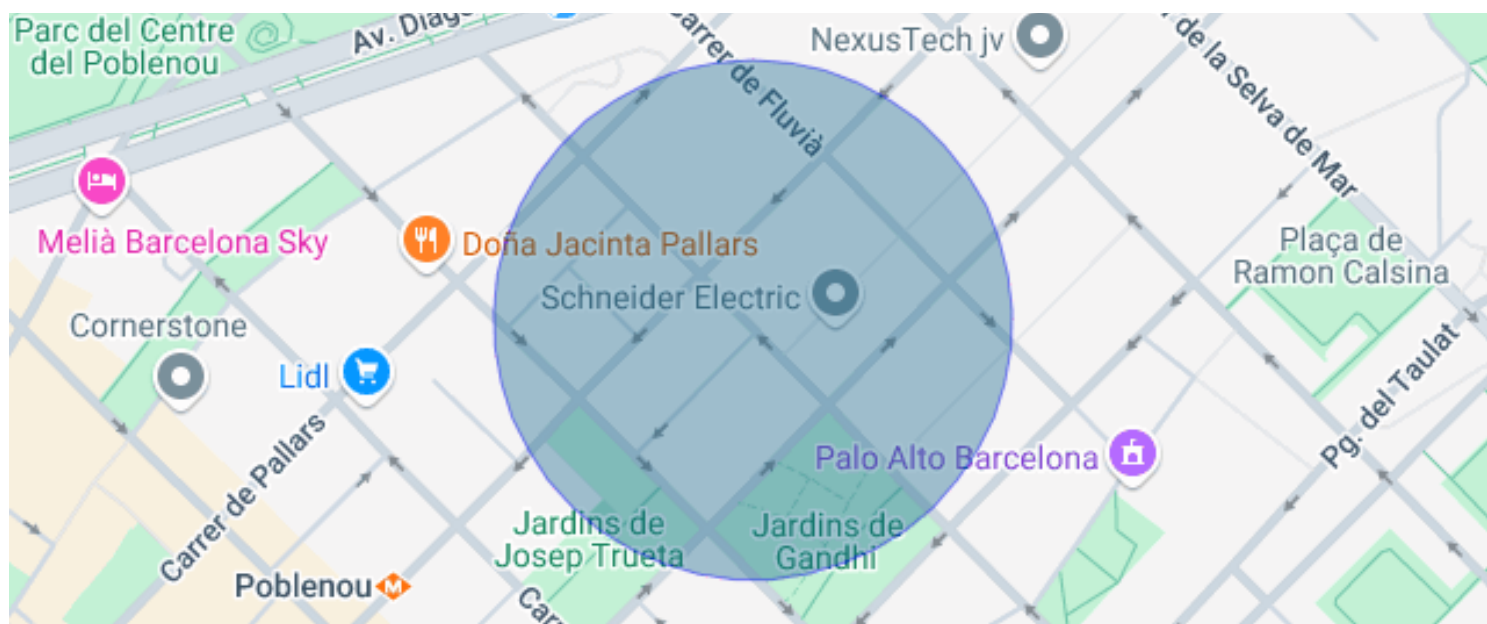 Parc del Centre
del Poblenou
Av. Diago
Carrer de Fluvià
NexusTech jv
de la Selva de Mar
Melià Barcelona Sky
Doña Jacinta Pallars
Plaça de
Ramon Calsina
Schneider Electric
Cornerstone
Lidl
Pg. del Taulat
Carrer de Pallars
Palo Alto Barcelona
Jardins de
Josep Trueta
Jardins de
Gandhi
Poblenou
M
Carr